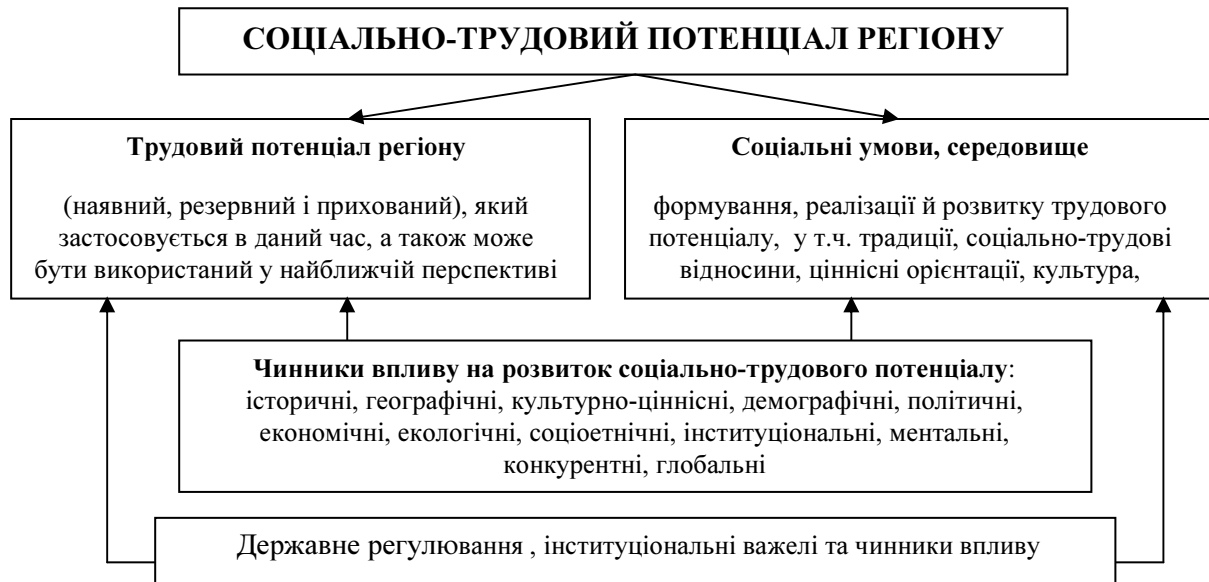 СОЦІАЛЬНО-ТРУДОВИЙ ПОТЕНЦІАЛ РЕГІОНУ
Трудовий потенціал регіону
(наявний, резервний і прихований), який
застосовується в даний час, а також може
бути використаний у найближчій перспективі
Соціальні умови, середовище
формування, реалізації й розвитку трудового
потенціалу, у т.ч. традиції, соціально-трудові
відносини, ціннісні орієнтації, культура,
Чинники впливу на розвиток соціально-трудового потенціалу:
історичні, географічні, культурно-ціннісні, демографічні, політичні,
економічні, екологічні, соціоетнічні, інституціональні, ментальні,
конкурентні, глобальні
Державне регулювання , інституціональні важелі та чинники впливу